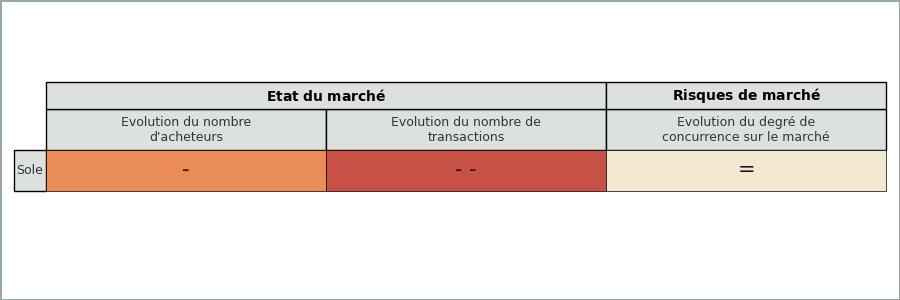 Etat du marché
Risques de marché
Evolution du nombre
d'acheteurs
Evolution du nombre de
transactions
Evolution du degré de
concurrence sur le marché
Sole
-
- -
=